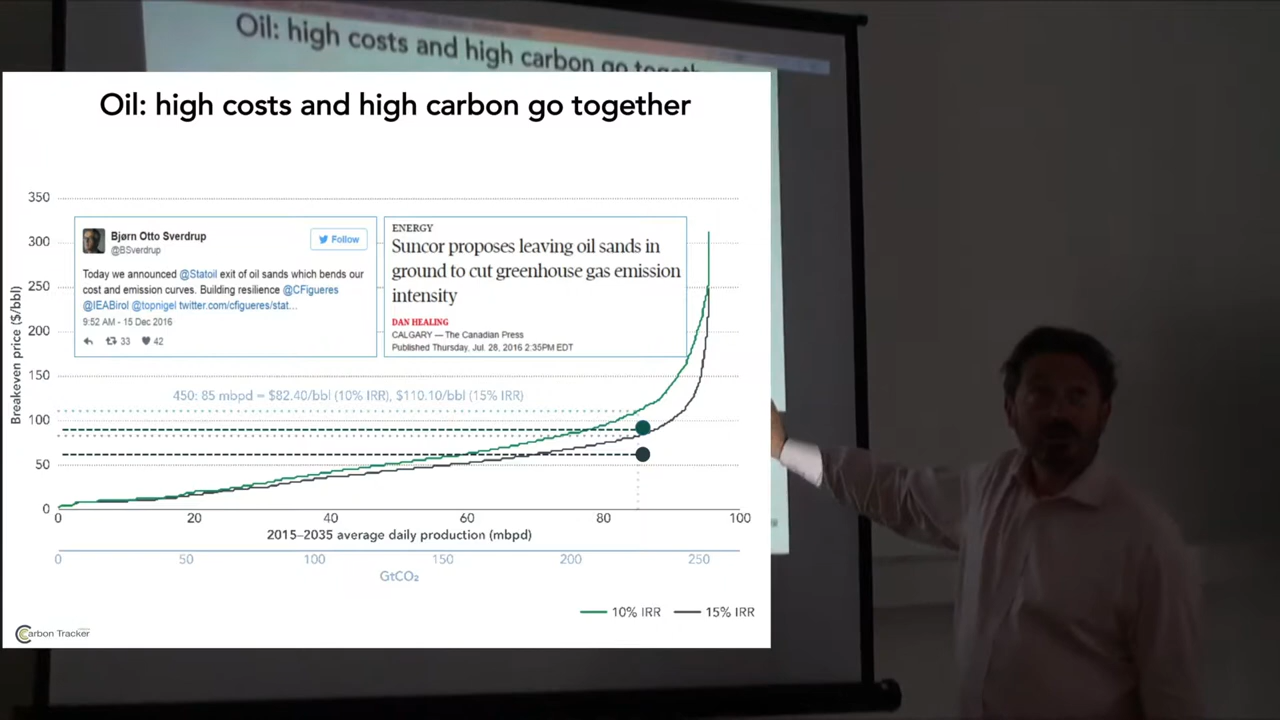 Oil: high costs and high carbon go togeth
Oil: high costs and high carbon go together
350
300
250
200
150
100
50
0
Breakeven price ($/bbl)
Bjørn Otto Sverdrup
@BSverdrup
Follow
Today we announced @Statoil exit of oil sands which bends our
cost and emission curves. Building resilience @CFigueres
@IEABirol @topnigel twitter.com/cfigueres/stat...
9:52 AM - 15 Dec 2016
33 42
ENERGY
Suncor proposes leaving oil sands in
ground to cut greenhouse gas emission
intensity
DAN HEALING
CALGARY — The Canadian Press
Published Thursday, Jul. 28, 2016 2:35PM EDT
450: 85 mbpd = $82.40/bbl (10% IRR), $110.10/bbl (15% IRR)
0 20 40 60 80 100
2015–2035 average daily production (mbpd)
0 50 100 150 200 250
GtCO₂
10% IRR 15% IRR
Carbon Tracker